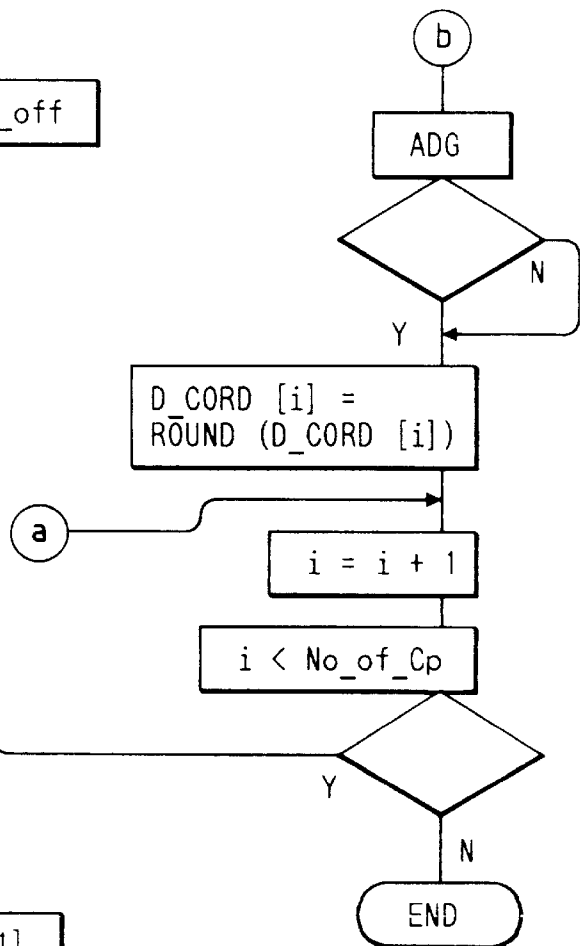 b
_off
ADG
N
Y
D_CORD [i] =
ROUND (D_CORD [i])
a
i = i + 1
i < No_of_Cp
Y
N
END